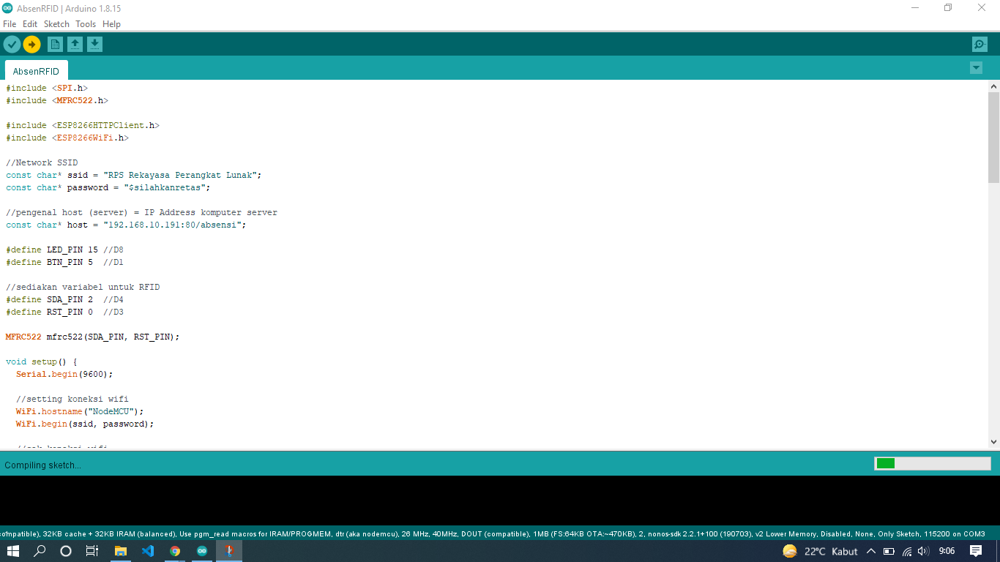 AbsenRFID | Arduino 1.8.15
File Edit Sketch Tools Help
AbsenRFID
#include <SPI.h>
#include <MFRC522.h>
#include <ESP8266HTTPClient.h>
#include <ESP8266WiFi.h>
//Network SSID
const char* ssid = "RPS Rekayasa Perangkat Lunak";
const char* password = "$silahkanretas";
//pengenal host (server) = IP Address komputer server
const char* host = "192.168.10.191:80/absensi";
#define LED_PIN 15 //D8
#define BTN_PIN 5  //D1
//sediakan variabel untuk RFID
#define SDA_PIN 2  //D4
#define RST_PIN 0  //D3
MFRC522 mfrc522(SDA_PIN, RST_PIN);
void setup() {
  Serial.begin(9600);
  //setting koneksi wifi
  WiFi.hostname("NodeMCU");
  WiFi.begin(ssid, password);
Compiling sketch...
32KB cache + 32KB IRAM (balanced), Use pgm_read macros for IRAM/PROGMEM, dtr (aka nodemcu), 26 MHz, 40MHz, DOUT (compatible), 1MB (FS:64KB OTA:~470KB), 2, nonos-sdk 2.2.1+100 (190703), v2 Lower Memory, Disabled, None, Only Sketch, 115200 on COM3
22°C Kabut 9:06